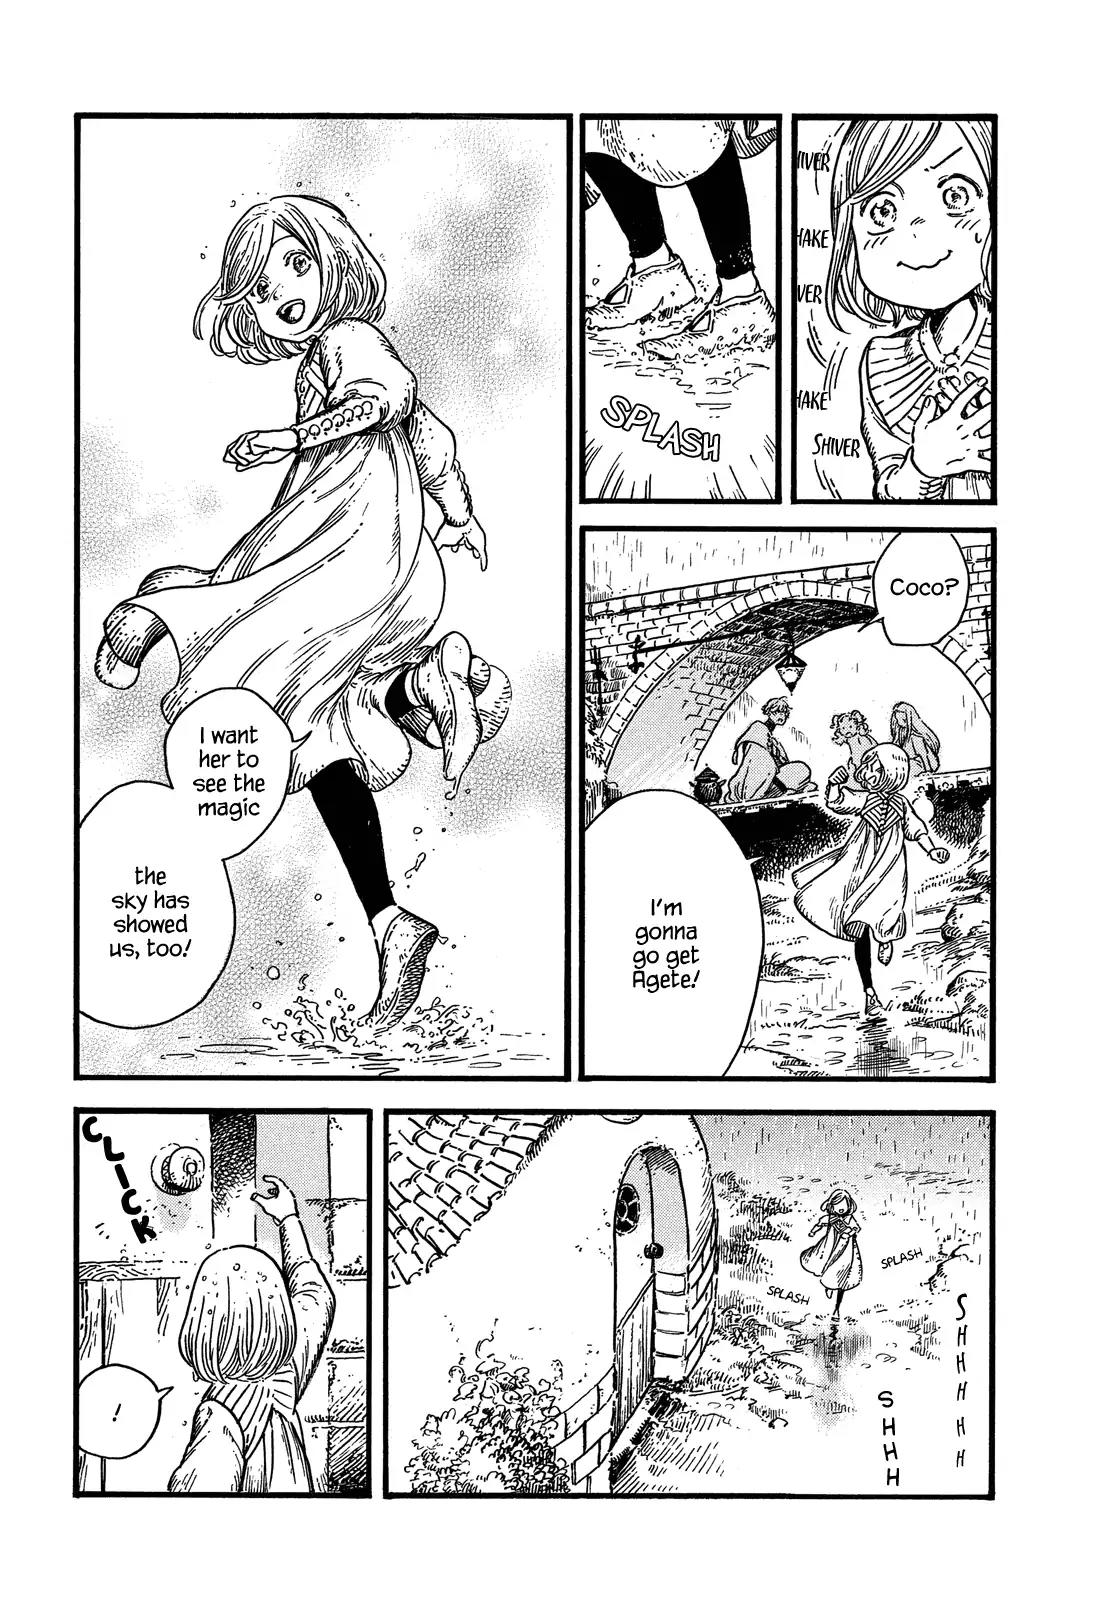 SHIVER
SHAKE
SHIVER
SHAKE
SHIVER
SPLASH
Coco?
I'm
gonna
go get
Agete!
I want
her to
see the
magic
the
sky has
showed
us, too!
SPLASH
SPLASH
SHHHHH
SHHHH
CLICK
!